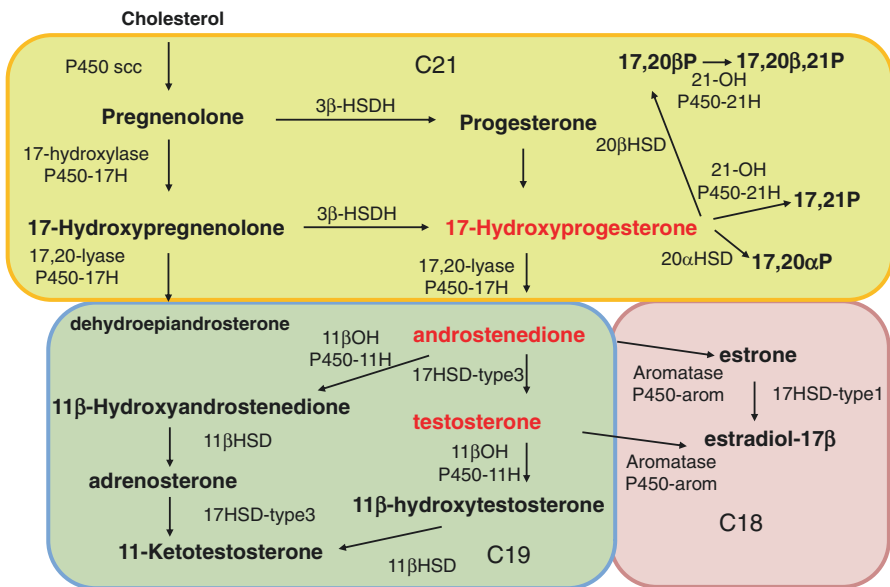 Cholesterol
P450 scc
C21
17,20βP
17,20β,21P
21-OH
P450-21H
Pregnenolone
3β-HSDH
Progesterone
20βHSD
17-hydroxylase
P450-17H
21-OH
P450-21H
17,21P
17-Hydroxypregnenolone
3β-HSDH
17-Hydroxyprogesterone
17,20-lyase
P450-17H
17,20-lyase
P450-17H
20αHSD
17,20αP
dehydroepiandrosterone
11βOH
P450-11H
androstenedione
estrone
17HSD-type3
Aromatase
P450-arom
17HSD-type1
11β-Hydroxyandrostenedione
testosterone
11βHSD
11βOH
P450-11H
estradiol-17β
Aromatase
P450-arom
adrenosterone
17HSD-type3
11β-hydroxytestosterone
C18
11-Ketotestosterone
11βHSD
C19